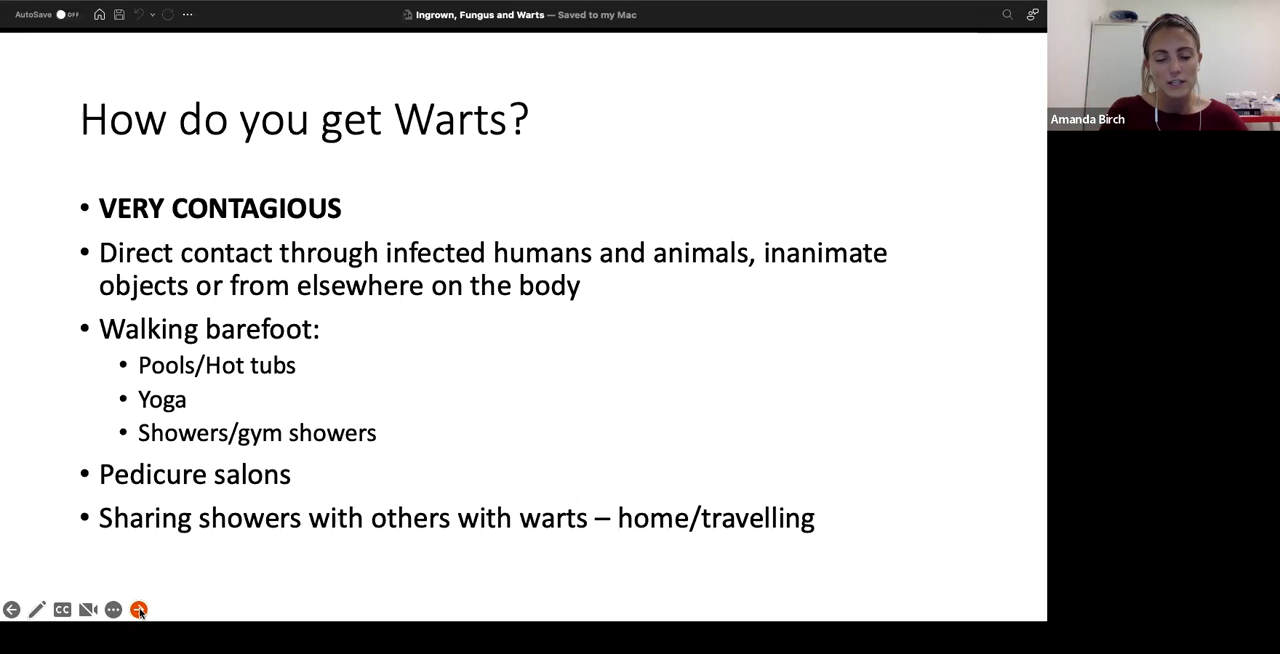 AutoSave OFF
Ingrown, Fungus and Warts — Saved to my Mac
How do you get Warts?
• VERY CONTAGIOUS
• Direct contact through infected humans and animals, inanimate
objects or from elsewhere on the body
• Walking barefoot:
• Pools/Hot tubs
• Yoga
• Showers/gym showers
• Pedicure salons
• Sharing showers with others with warts – home/travelling
CC
Amanda Birch